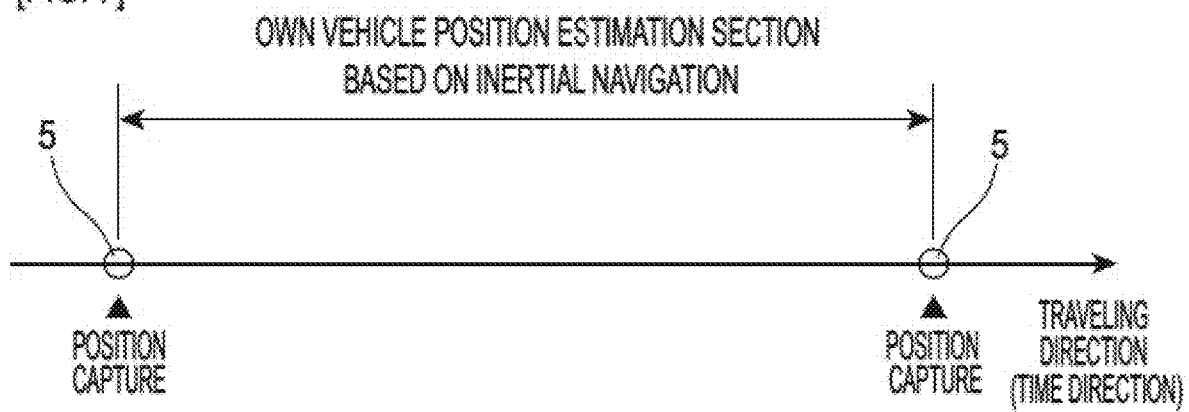 OWN VEHICLE POSITION ESTIMATION SECTION
BASED ON INERTIAL NAVIGATION
5
5
POSITION
CAPTURE
POSITION
CAPTURE
TRAVELING
DIRECTION
(TIME DIRECTION)